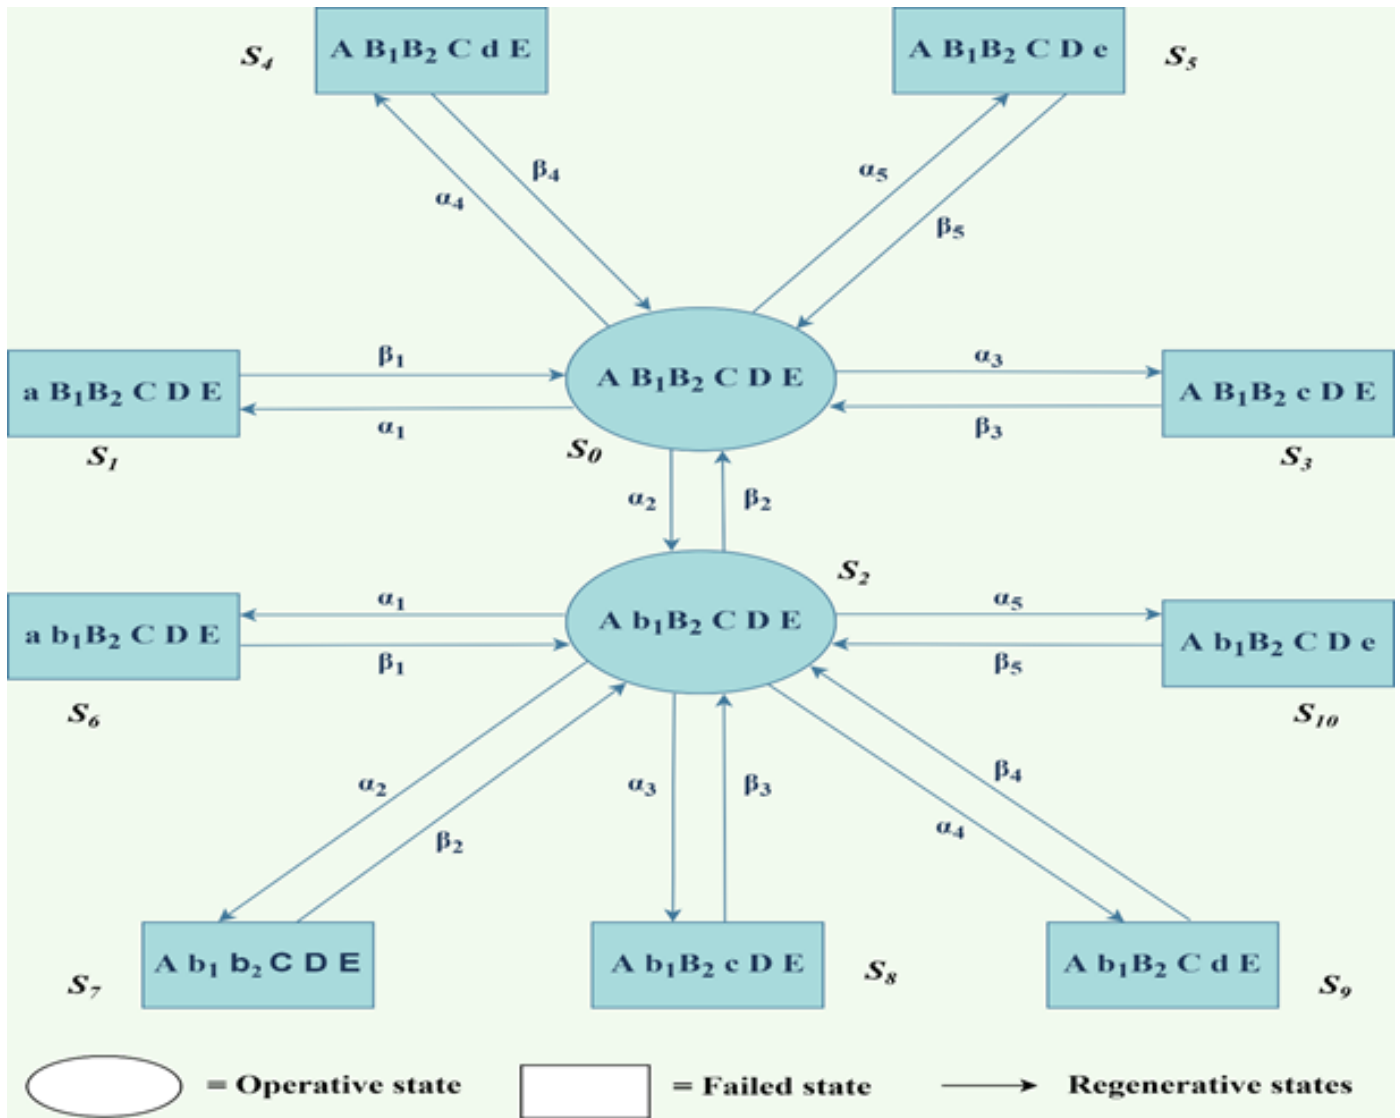 S4
A B1B2 C d E
A B1B2 C D e
S5
β4
α4
α5
β5
a B1B2 C D E
S1
β1
α1
A B1B2 C D E
S0
α3
β3
A B1B2 c D E
S3
α2
β2
S2
a b1B2 C D E
S6
α1
β1
A b1B2 C D E
α5
β5
A b1B2 C D e
S10
α2
β2
α3
β3
β4
α4
A b1 b2 C D E
S7
A b1B2 c D E
S8
A b1B2 C d E
S9
= Operative state
= Failed state
Regenerative states